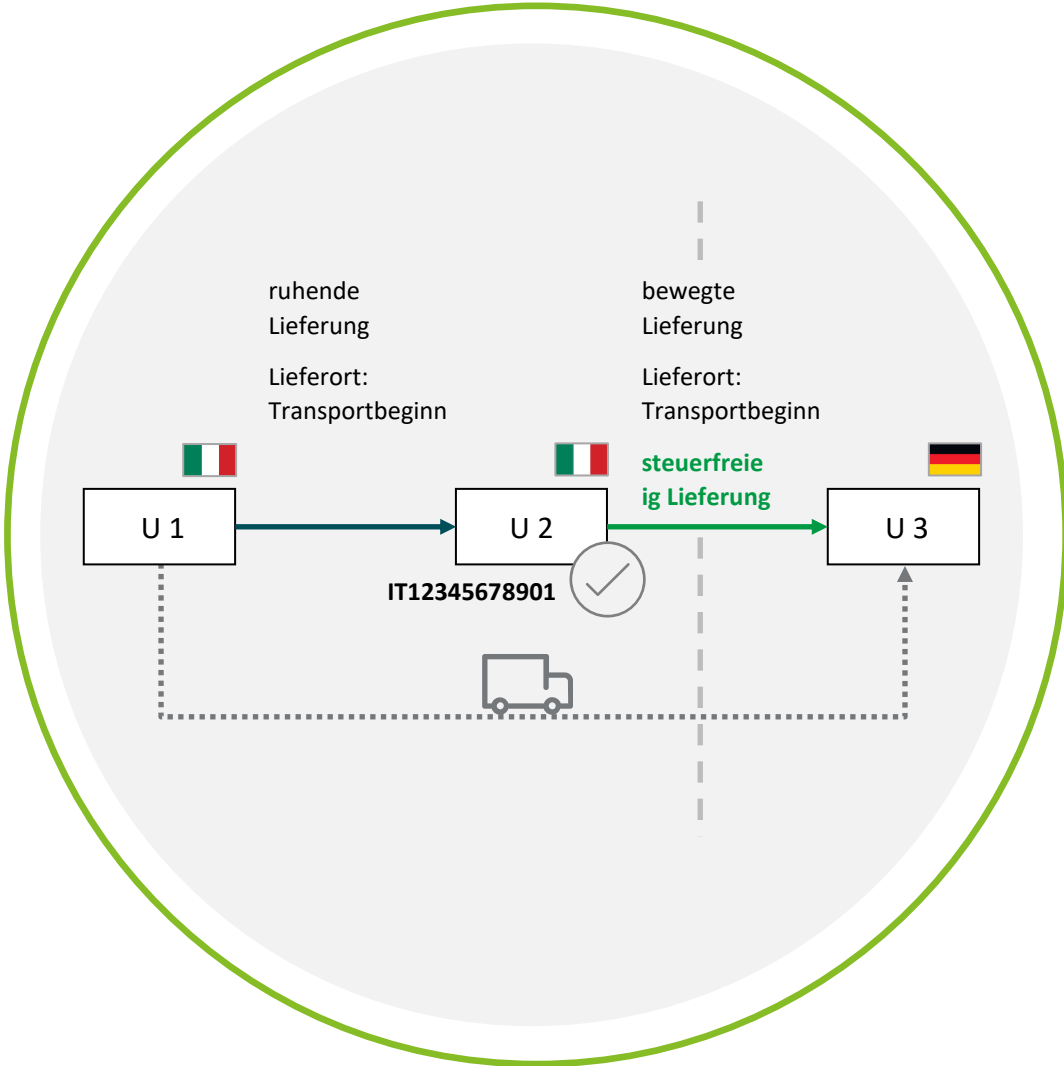 ruhende
Lieferung
Lieferort:
Transportbeginn
bewegte
Lieferung
Lieferort:
Transportbeginn
steuerfreie
ig Lieferung
U 1
U 2
U 3
IT12345678901